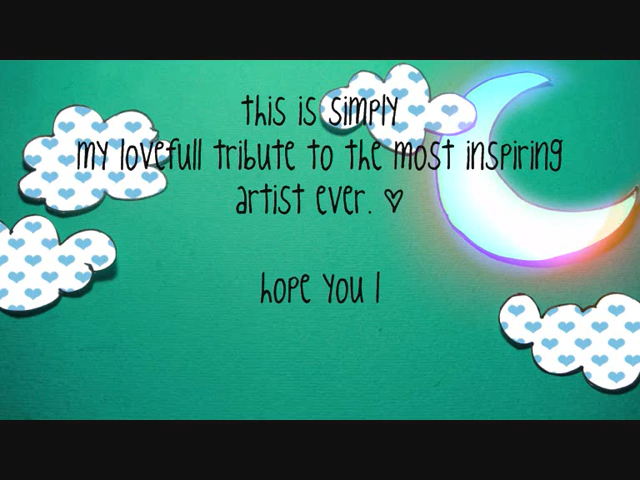 this is simply
my lovefull tribute to the most inspiring
artist ever. ♥
hope you l